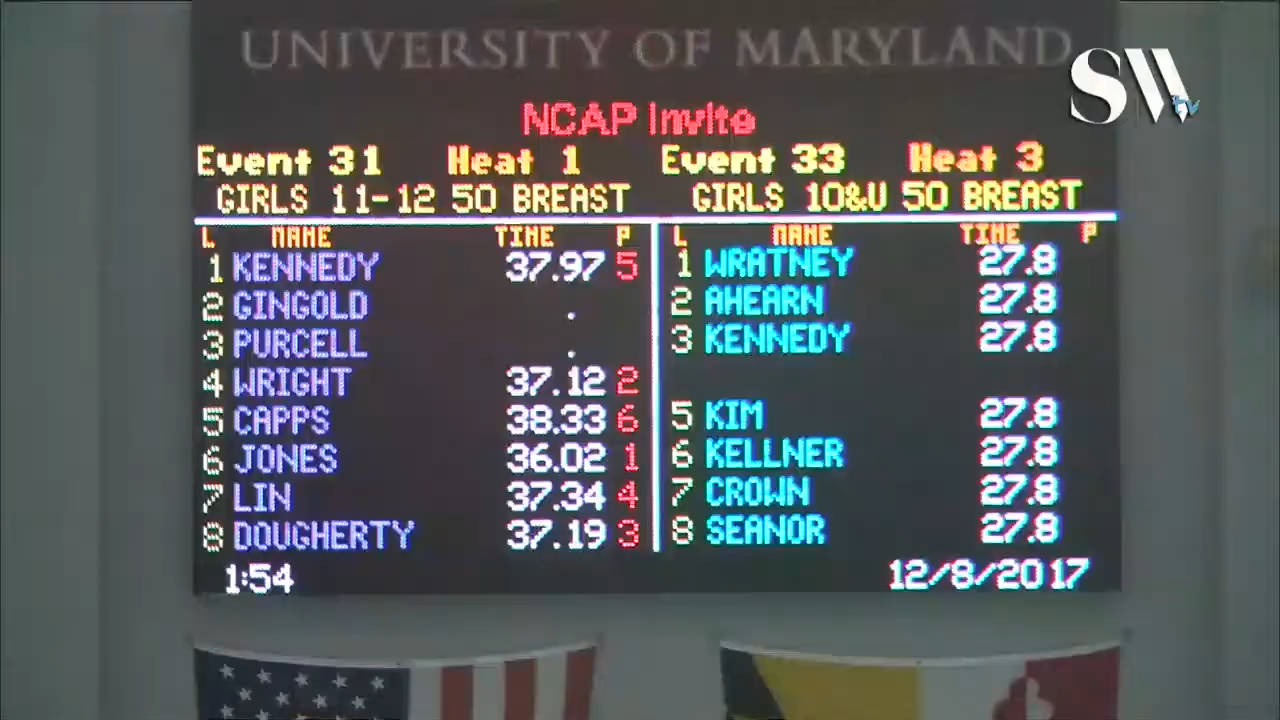 UNIVERSITY OF MARYLAND
SW
tv
NCAP Invite
Event 31 Heat 1
GIRLS 11-12 50 BREAST
L NAME TIME P
1 KENNEDY 37.97 5
2 GINGOLD .
3 PURCELL .
4 WRIGHT 37.12 2
5 CAPPS 38.33 6
6 JONES 36.02 1
7 LIN 37.34 4
8 DOUGHERTY 37.19 3
Event 33 Heat 3
GIRLS 10&U 50 BREAST
L NAME TIME P
1 WRATNEY 27.8
2 AHEARN 27.8
3 KENNEDY 27.8
5 KIM 27.8
6 KELLNER 27.8
7 CROWN 27.8
8 SEANOR 27.8
1:54
12/8/2017